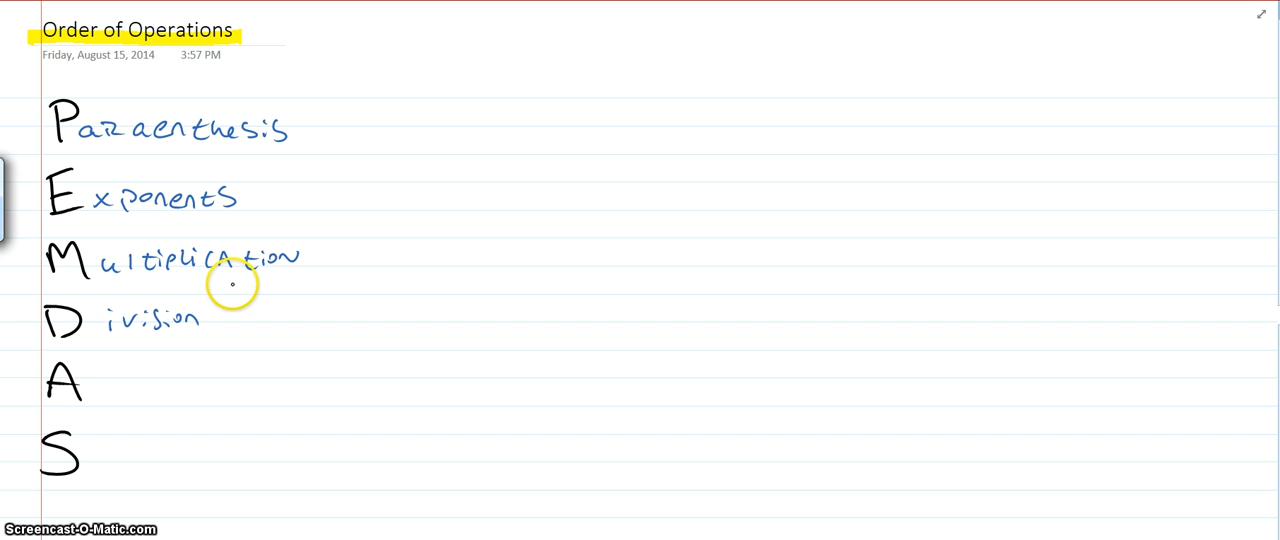 Order of Operations
Friday, August 15, 2014 3:57 PM
Paraenthesis
Exponents
Multiplication
Division
A
S
Screencast-O-Matic.com